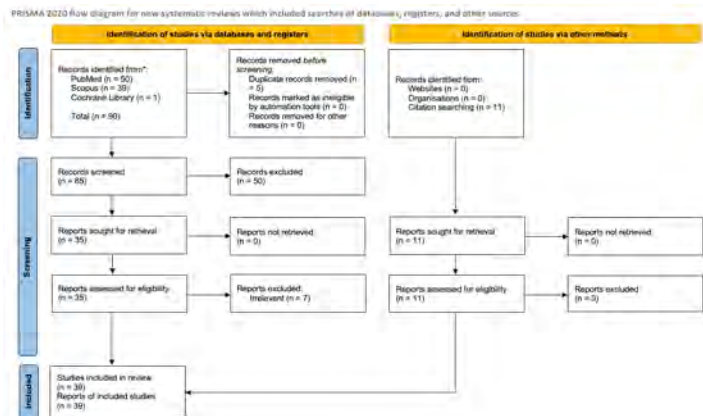 PRISMA 2020 flow diagram for new systematic reviews which included searches of databases, registers, and other sources
Identification of studies via databases and registers
Identification of studies via other methods
Identification
Records identified from*:
PubMed (n = 50)
Scopus (n = 39)
Cochrane Library (n = 1)
Total (n = 90)
Records removed before
screening:
Duplicate records removed (n
= 5)
Records marked as ineligible
by automation tools (n = 0)
Records removed for other
reasons (n = 0)
Records identified from:
Websites (n = 0)
Organisations (n = 0)
Citation searching (n = 11)
Screening
Records screened
(n = 85)
Records excluded
(n = 50)
Reports sought for retrieval
(n = 35)
Reports not retrieved
(n = 0)
Reports sought for retrieval
(n = 11)
Reports not retrieved
(n = 0)
Reports assessed for eligibility
(n = 35)
Reports excluded:
Irrelevant (n = 7)
Reports assessed for eligibility
(n = 11)
Reports excluded
Included
Studies included in review
(n = 39)
Reports of included studies
(n = 39)